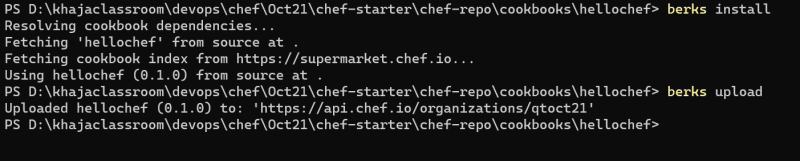 PS D:\khajaclassroom\devops\chef\Oct21\chef-starter\chef-repo\cookbooks\hellochef> berks install
Resolving cookbook dependencies...
Fetching 'hellochef' from source at .
Fetching cookbook index from https://supermarket.chef.io...
Using hellochef (0.1.0) from source at .
PS D:\khajaclassroom\devops\chef\Oct21\chef-starter\chef-repo\cookbooks\hellochef> berks upload
Uploaded hellochef (0.1.0) to: 'https://api.chef.io/organizations/qtoct21'
PS D:\khajaclassroom\devops\chef\Oct21\chef-starter\chef-repo\cookbooks\hellochef>